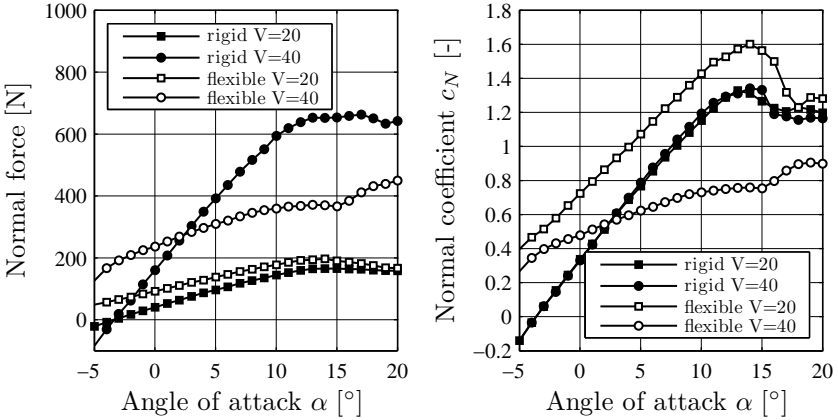 1000
800
600
400
200
0
−5
0
5
10
15
20
Normal force [N]
Angle of attack α [°]
rigid V=20
rigid V=40
flexible V=20
flexible V=40
1.8
1.6
1.4
1.2
1
0.8
0.6
0.4
0.2
0
−0.2
−5
0
5
10
15
20
Normal coefficient c_N [-]
Angle of attack α [°]
rigid V=20
rigid V=40
flexible V=20
flexible V=40